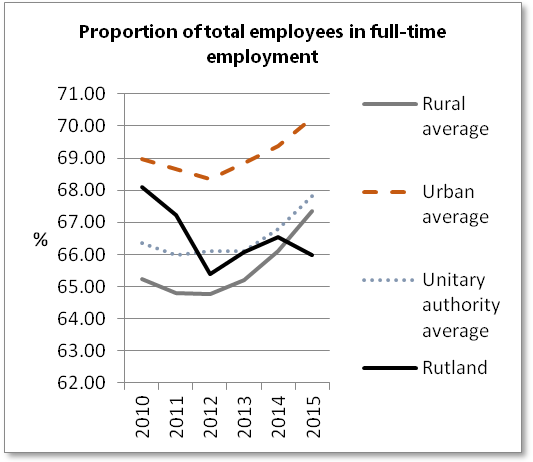 Proportion of total employees in full-time
employment
71.00
70.00
69.00
68.00
67.00
66.00
65.00
64.00
63.00
62.00
%
2010
2011
2012
2013
2014
2015
Rural
average
Urban
average
Unitary
authority
average
Rutland